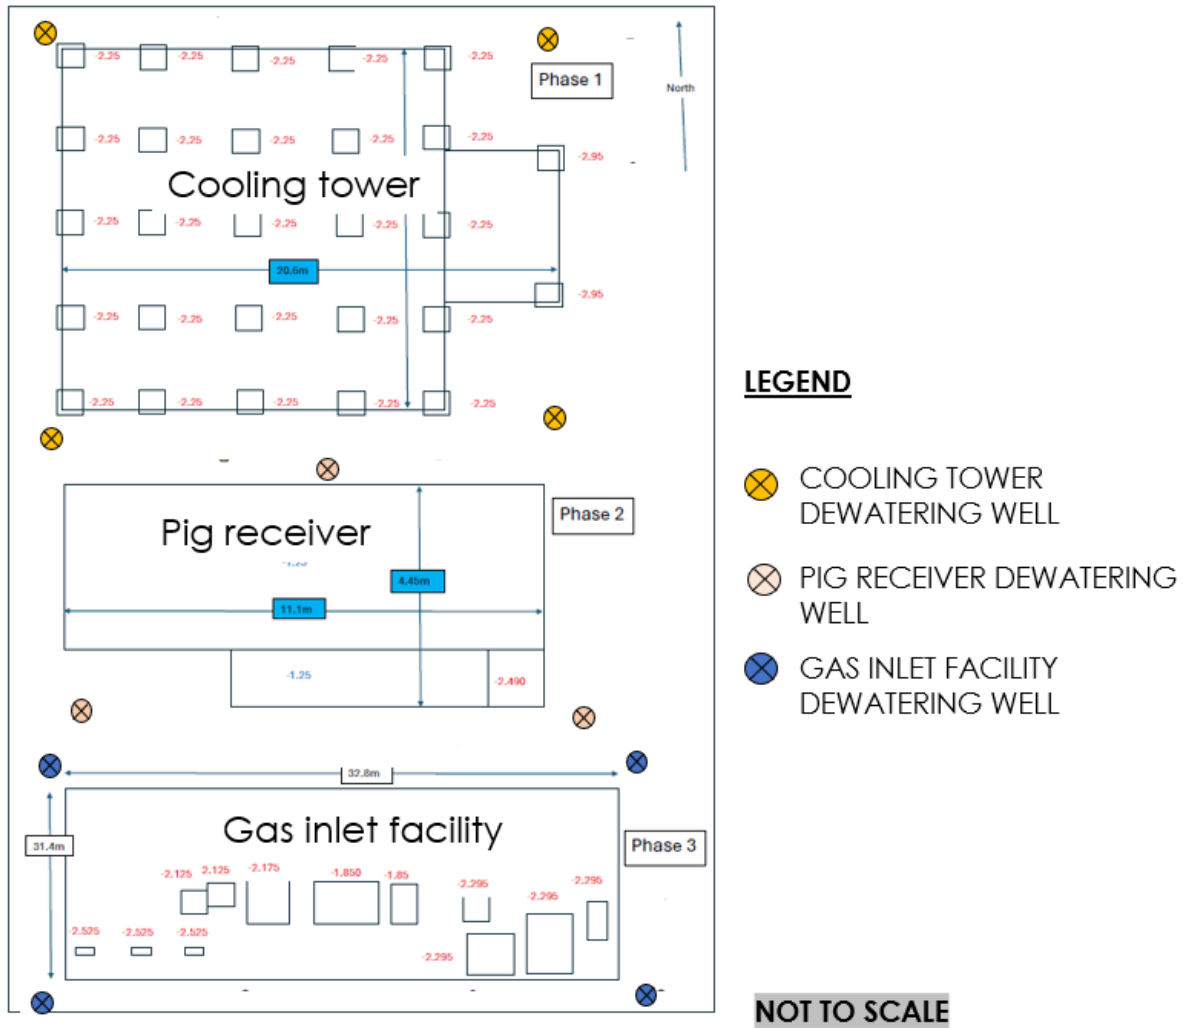 -2.25 -2.25 -2.25 -2.25 -2.25
Phase 1
North
-2.25 -2.25 -2.25 -2.25 -2.25
-2.95
Cooling tower
-2.25 -2.25 -2.25 -2.25 -2.25
20.6m
-2.95
-2.25 -2.25 -2.25 -2.25 -2.25
-2.25 -2.25 -2.25 -2.25 -2.25
Phase 2
Pig receiver
4.45m
11.1m
-1.25
-2.490
32.8m
Gas inlet facility
31.4m
Phase 3
-2.125 2.125 -2.175 -1.850 -1.85
-2.295 -2.295 -2.295
-2.525 -2.525 -2.525
-2.295
LEGEND
COOLING TOWER
DEWATERING WELL
PIG RECEIVER DEWATERING
WELL
GAS INLET FACILITY
DEWATERING WELL
NOT TO SCALE